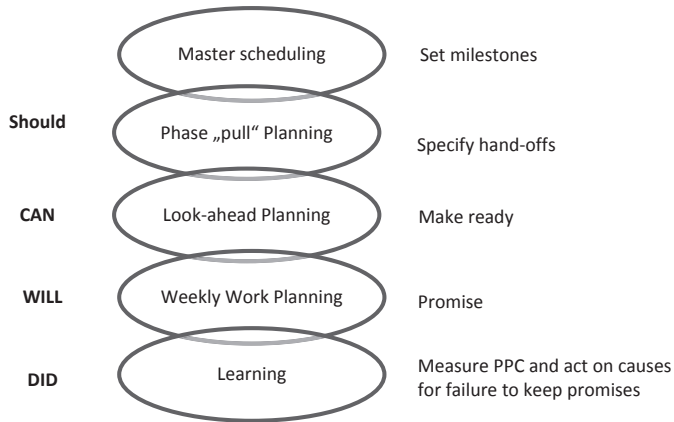 Master scheduling
Set milestones
Should
Phase „pull“ Planning
Specify hand-offs
CAN
Look-ahead Planning
Make ready
WILL
Weekly Work Planning
Promise
DID
Learning
Measure PPC and act on causes
for failure to keep promises